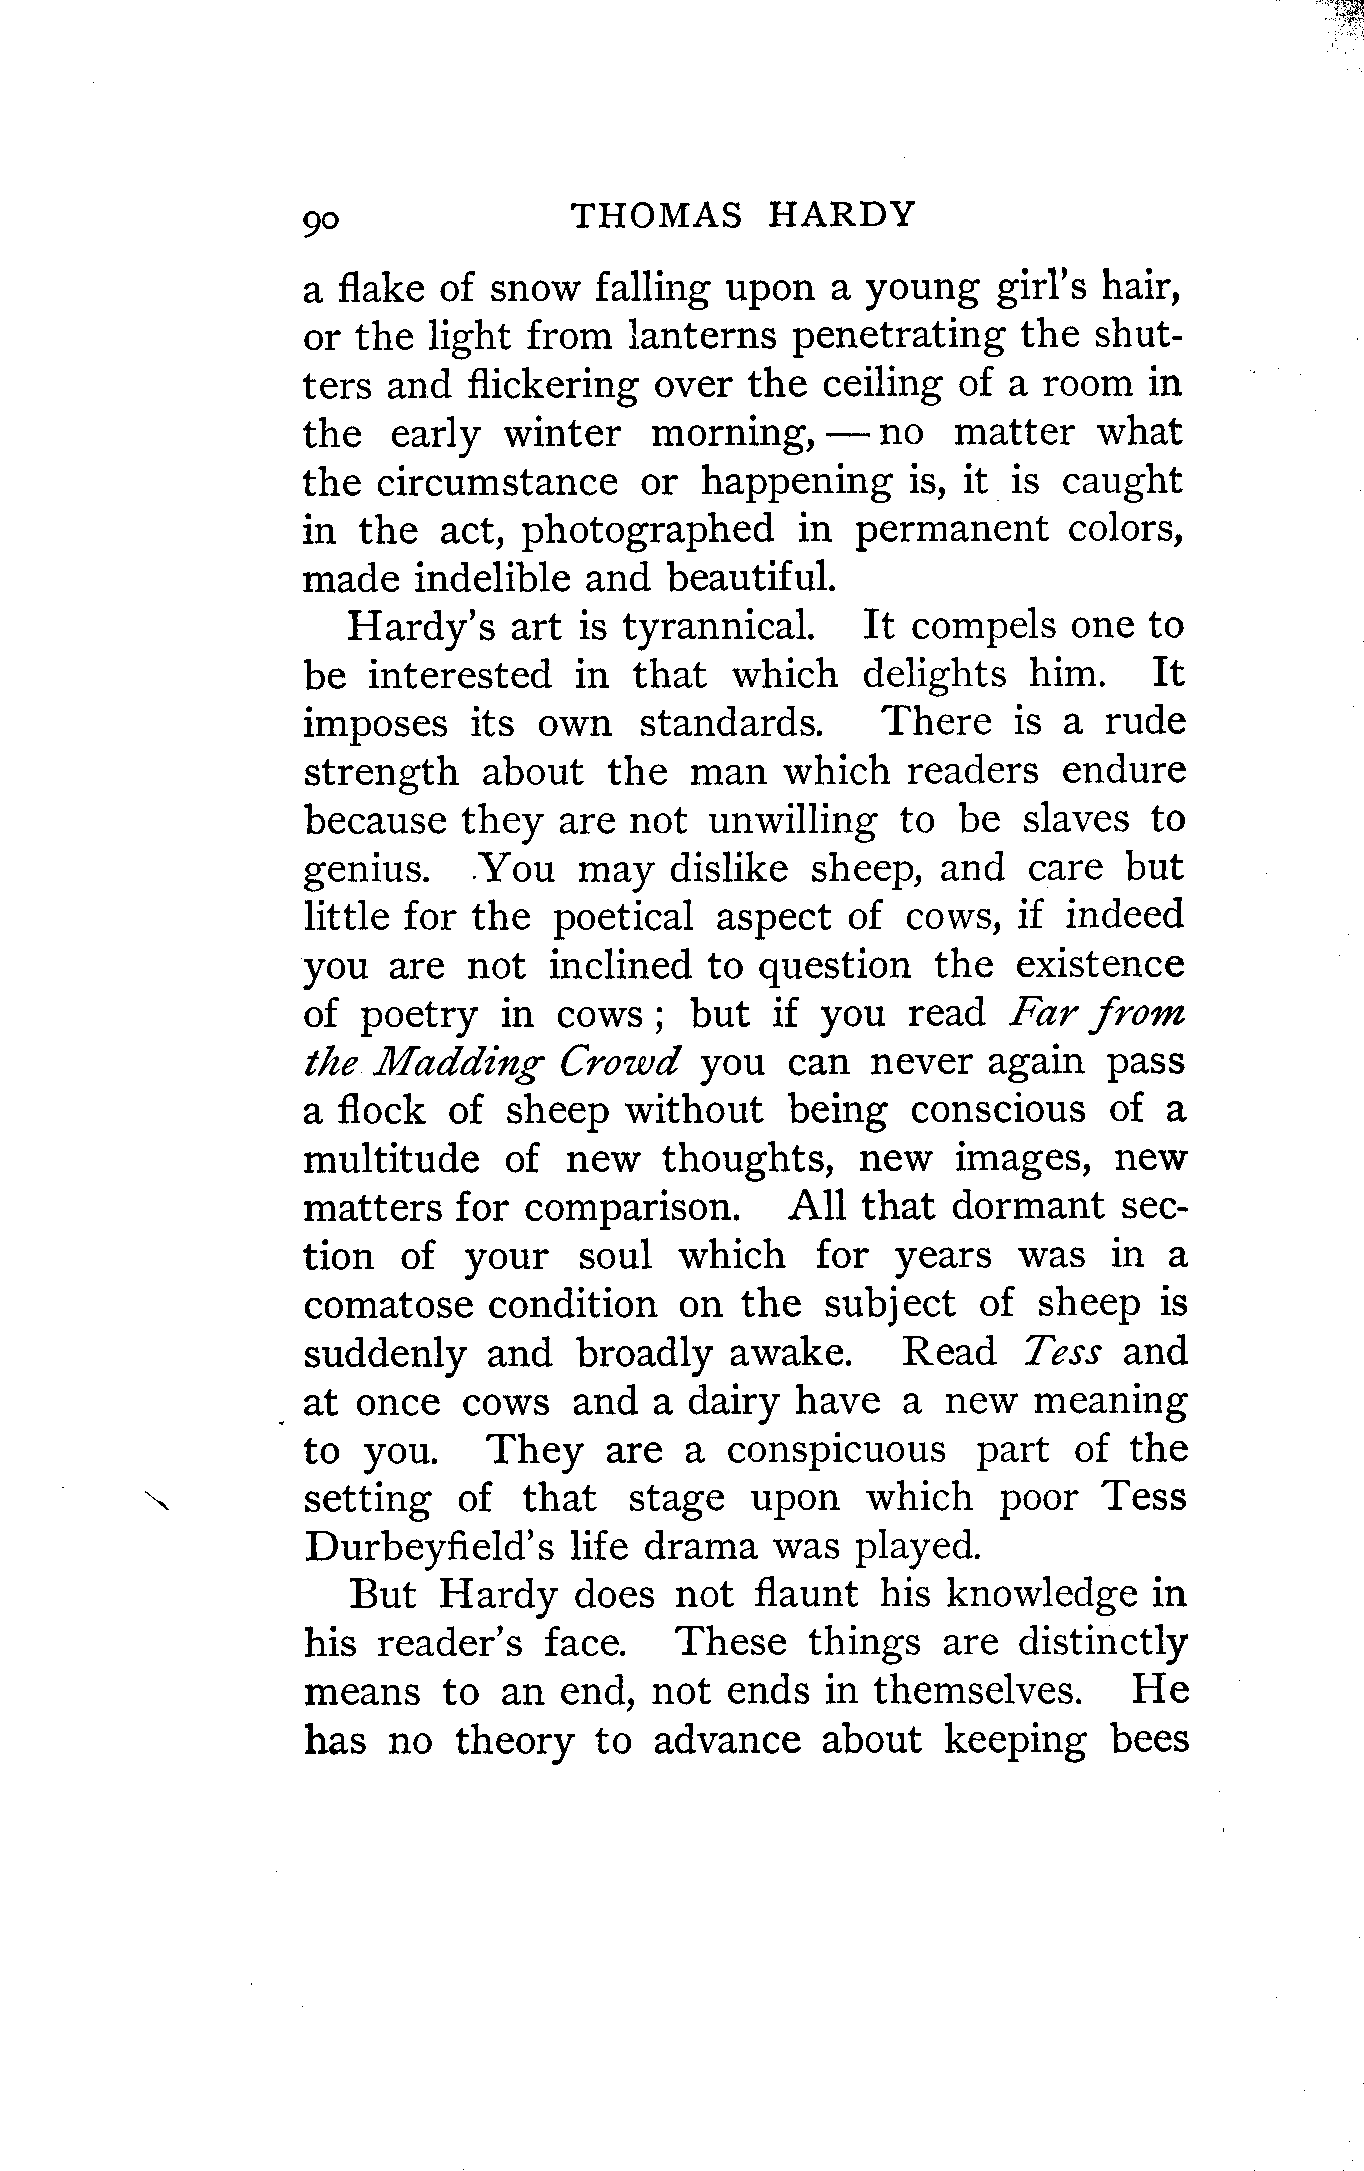 90 THOMAS HARDY
a flake of snow falling upon a young girl's hair,
or the light from lanterns penetrating the shut-
ters and flickering over the ceiling of a room in
the early winter morning, — no matter what
the circumstance or happening is, it is caught
in the act, photographed in permanent colors,
made indelible and beautiful.
Hardy's art is tyrannical. It compels one to
be interested in that which delights him. It
imposes its own standards. There is a rude
strength about the man which readers endure
because they are not unwilling to be slaves to
genius. You may dislike sheep, and care but
little for the poetical aspect of cows, if indeed
you are not inclined to question the existence
of poetry in cows; but if you read Far from
the Madding Crowd you can never again pass
a flock of sheep without being conscious of a
multitude of new thoughts, new images, new
matters for comparison. All that dormant sec-
tion of your soul which for years was in a
comatose condition on the subject of sheep is
suddenly and broadly awake. Read Tess and
at once cows and a dairy have a new meaning
to you. They are a conspicuous part of the
setting of that stage upon which poor Tess
Durbeyfield's life drama was played.
But Hardy does not flaunt his knowledge in
his reader's face. These things are distinctly
means to an end, not ends in themselves. He
has no theory to advance about keeping bees